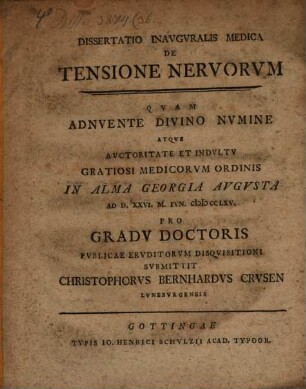 DISSERTATIO INAVGVRALIS MEDICA
DE
TENSIONE NERVORVM
QVAM
ADNVENTE DIVINO NVMINE
ATQVE
AVCTORITATE ET INDVLTV
GRATIOSI MEDICORVM ORDINIS
IN ALMA GEORGIA AVGVSTA
AD D. XXVI. M. IVN. CIƆIƆCCLXV.
PRO
GRADV DOCTORIS
PVBLICAE ERVDITORVM DISQVISITIONI
SVBMITTIT
CHRISTOPHORVS BERNHARDVS CRVSEN
LVNEBVRGENSIS
GOTTINGAE
TYPIS IO. HENRICI SCHVLZII ACAD. TYPOGR.